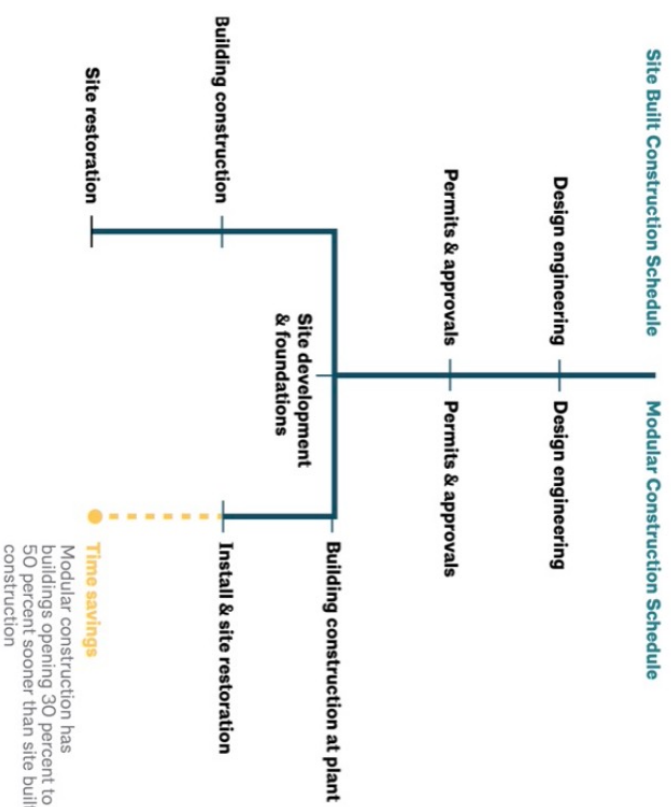 Site Built Construction Schedule
Modular Construction Schedule
Design engineering
Design engineering
Permits & approvals
Permits & approvals
Site development
& foundations
Building construction at plant
Building construction
Install & site restoration
Site restoration
Time savings
Modular construction has
buildings opening 30 percent to
50 percent sooner than site built
construction